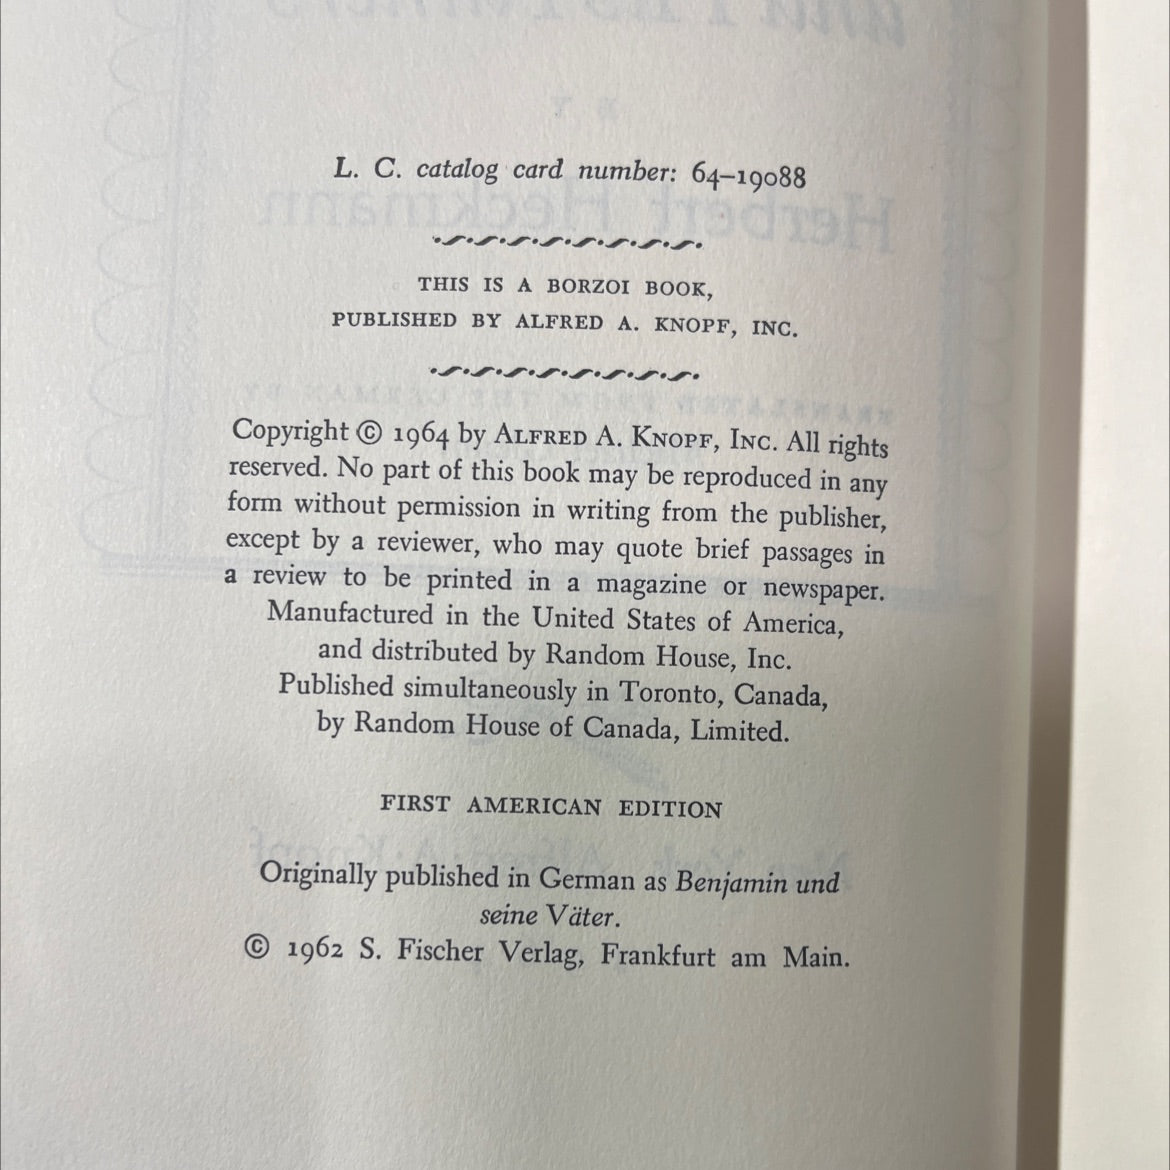 L. C. catalog card number: 64–19088
THIS IS A BORZOI BOOK,
PUBLISHED BY ALFRED A. KNOPF, INC.
Copyright © 1964 by ALFRED A. KNOPF, INC. All rights
reserved. No part of this book may be reproduced in any
form without permission in writing from the publisher,
except by a reviewer, who may quote brief passages in
a review to be printed in a magazine or newspaper.
Manufactured in the United States of America,
and distributed by Random House, Inc.
Published simultaneously in Toronto, Canada,
by Random House of Canada, Limited.
FIRST AMERICAN EDITION
Originally published in German as Benjamin und
seine Väter.
© 1962 S. Fischer Verlag, Frankfurt am Main.